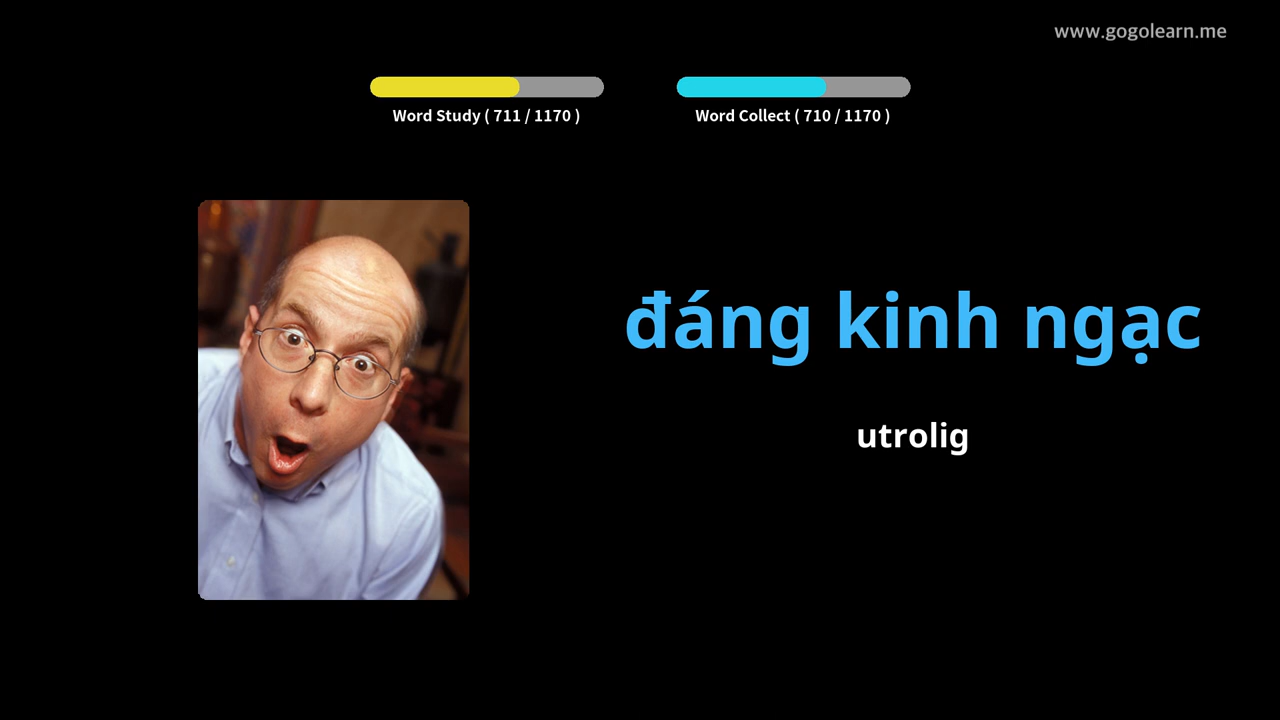 www.gogolearn.me
Word Study ( 711 / 1170 )
Word Collect ( 710 / 1170 )
đáng kinh ngạc
utrolig